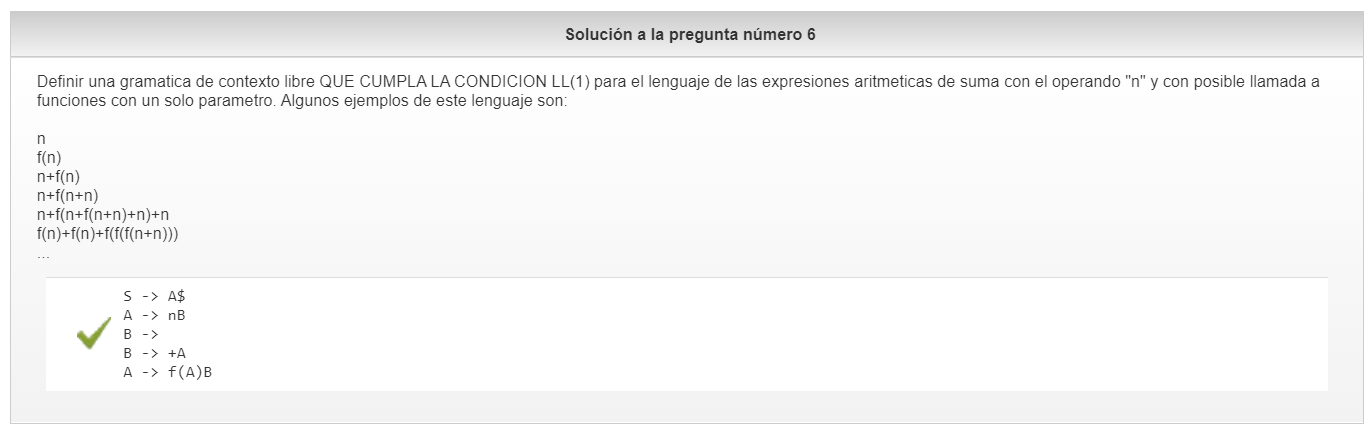 Solución a la pregunta número 6
Definir una gramatica de contexto libre QUE CUMPLA LA CONDICION LL(1) para el lenguaje de las expresiones aritmeticas de suma con el operando "n" y con posible llamada a
funciones con un solo parametro. Algunos ejemplos de este lenguaje son:
n
f(n)
n+f(n)
n+f(n+n)
n+f(n+f(n+n)+n)+n
f(n)+f(n)+f(f(f(n+n)))
...
S -> A$
A -> nB
B ->
B -> +A
A -> f(A)B